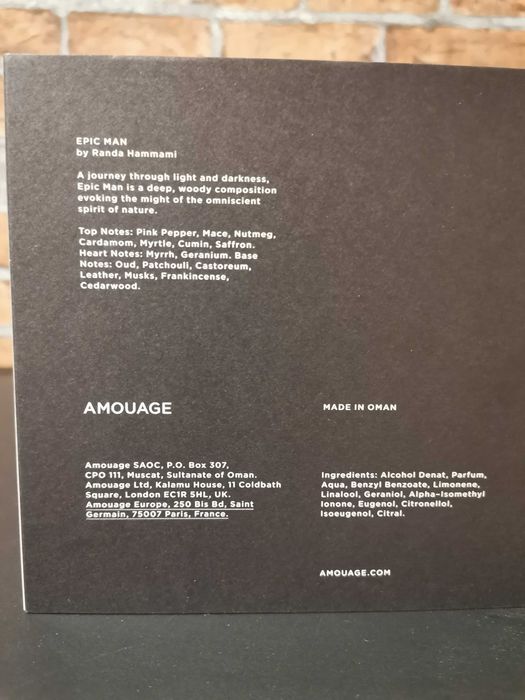 EPIC MAN
by Randa Hammami
A journey through light and darkness,
Epic Man is a deep, woody composition
evoking the might of the omniscient
spirit of nature.
Top Notes: Pink Pepper, Mace, Nutmeg,
Cardamom, Myrtle, Cumin, Saffron.
Heart Notes: Myrrh, Geranium. Base
Notes: Oud, Patchouli, Castoreum,
Leather, Musks, Frankincense,
Cedarwood.
AMOUAGE
MADE IN OMAN
Amouage SAOC, P.O. Box 307,
CPO 111, Muscat, Sultanate of Oman.
Amouage Ltd, Kalamu House, 11 Coldbath
Square, London EC1R 5HL, UK.
Amouage Europe, 250 Bis Bd, Saint
Germain, 75007 Paris, France.
Ingredients: Alcohol Denat, Parfum,
Aqua, Benzyl Benzoate, Limonene,
Linalool, Geraniol, Alpha-Isomethyl
Ionone, Eugenol, Citronellol,
Isoeugenol, Citral.
AMOUAGE.COM